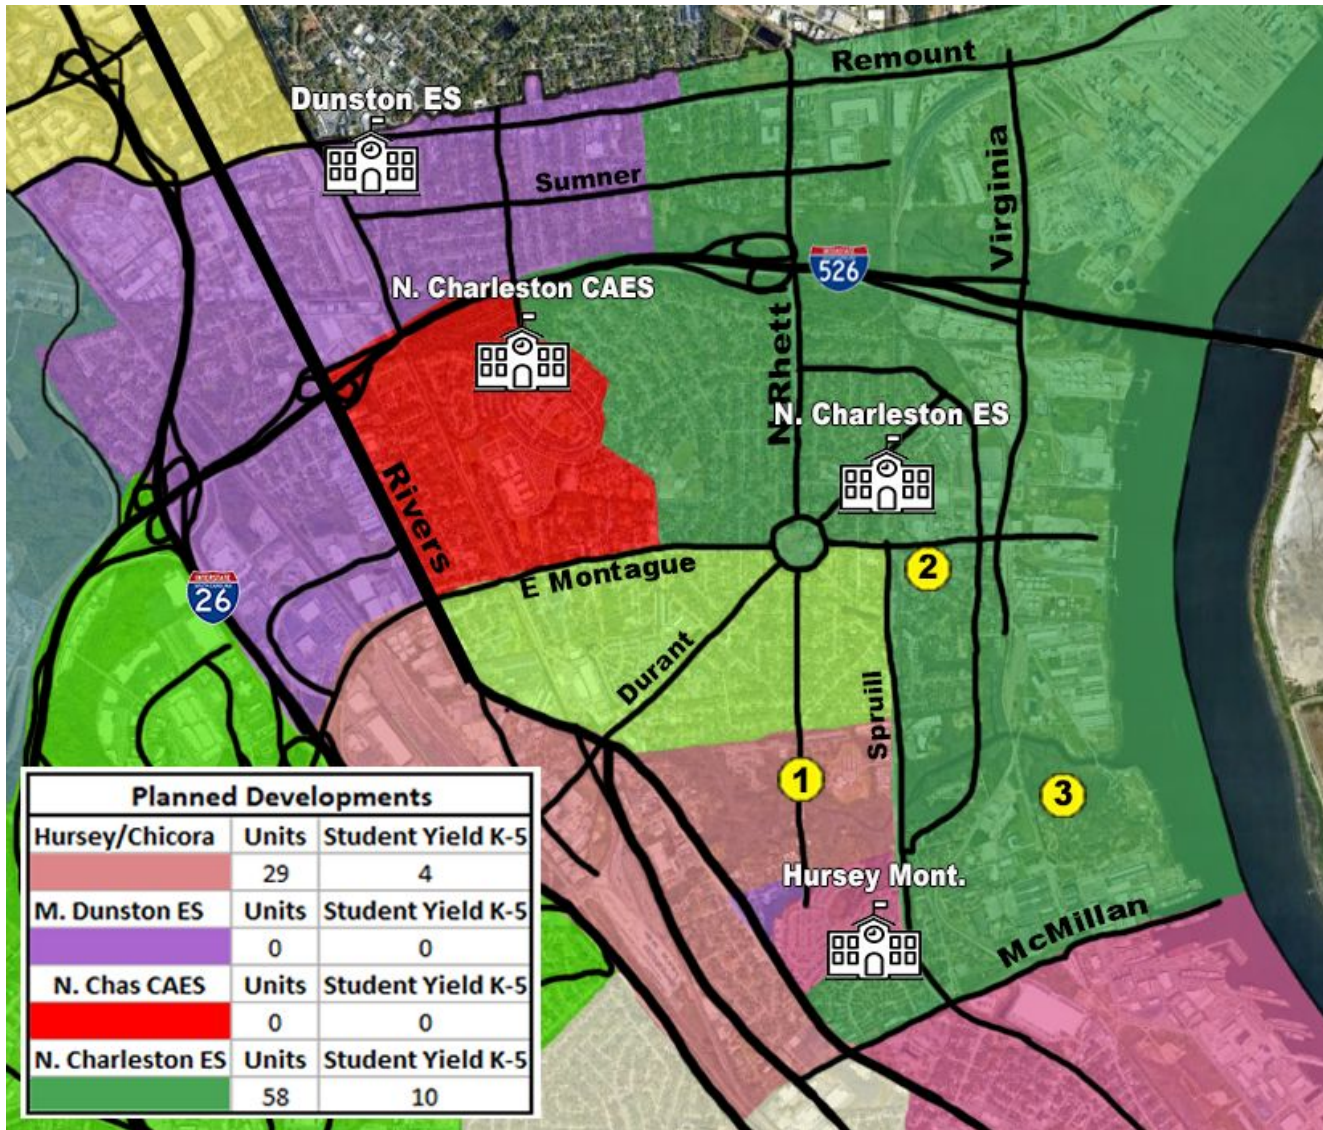 Remount
Dunston ES
Virginia
Sumner
INTERSTATE
526
N. Charleston CAES
N Rhett
N. Charleston ES
Rivers
2
E Montague
INTERSTATE
26
Durant
Spruill
1
3
Hursey Mont.
McMillan
Planned Developments
Hursey/Chicora Units Student Yield K-5
29 4
M. Dunston ES Units Student Yield K-5
0 0
N. Chas CAES Units Student Yield K-5
0 0
N. Charleston ES Units Student Yield K-5
58 10